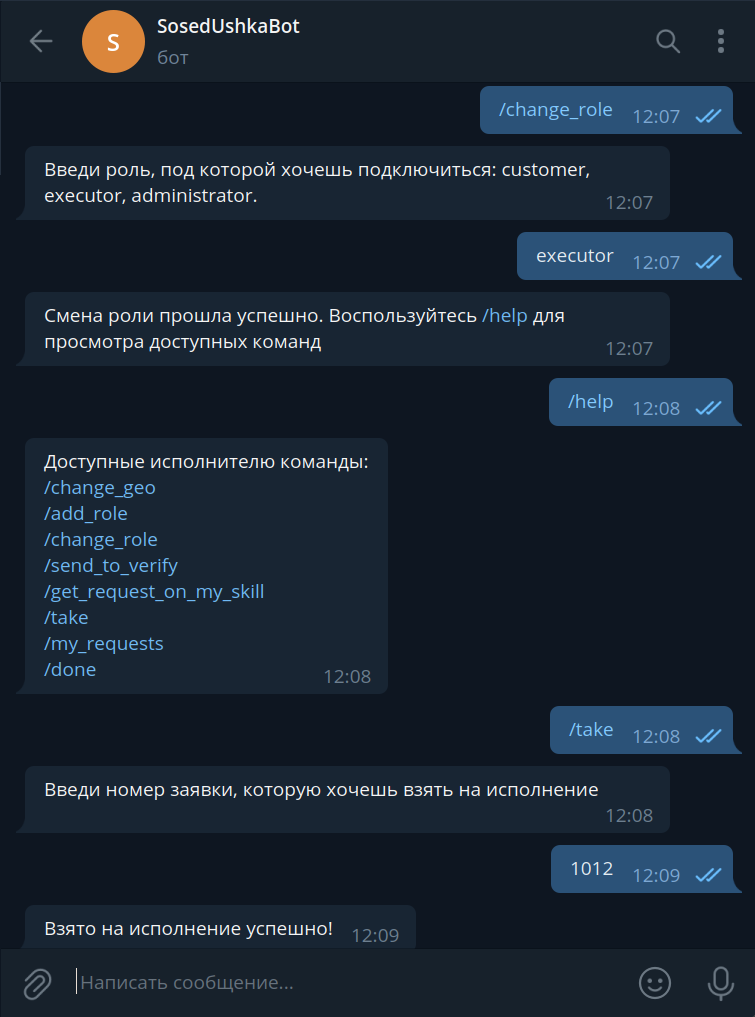 S
SosedUshkaBot
бот
/change_role 12:07
Введи роль, под которой хочешь подключиться: customer,
executor, administrator.
12:07
executor 12:07
Смена роли прошла успешно. Воспользуйтесь /help для
просмотра доступных команд
12:07
/help 12:08
Доступные исполнителю команды:
/change_geo
/add_role
/change_role
/send_to_verify
/get_request_on_my_skill
/take
/my_requests
/done
12:08
/take 12:08
Введи номер заявки, которую хочешь взять на исполнение
12:08
1012 12:09
Взято на исполнение успешно! 12:09
Написать сообщение...